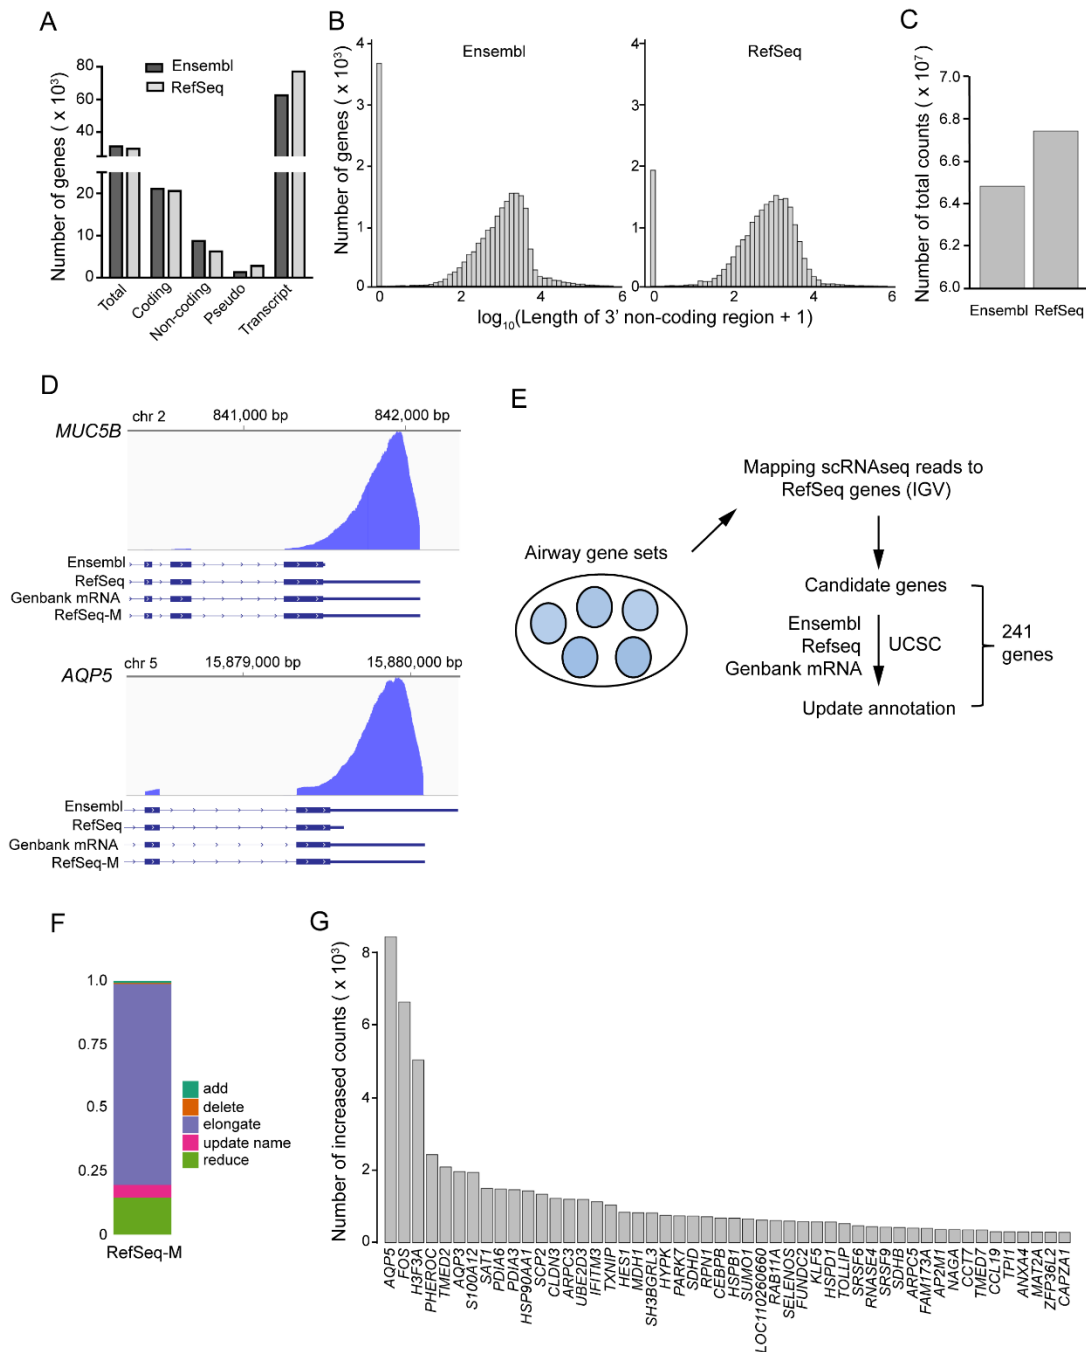 A
Number of genes ( x 10³)
80
60
40
20
10
0
Ensembl
RefSeq
Total
Coding
Non-coding
Pseudo
Transcript
B
Number of genes ( x 10³)
4
3
2
1
0
Ensembl
0 2 4 6
4
3
2
1
0
RefSeq
0 2 4 6
log₁₀(Length of 3' non-coding region + 1)
C
Number of total counts ( x 10⁷)
7.0
6.8
6.6
6.4
6.2
6.0
Ensembl RefSeq
D
chr 2 841,000 bp 842,000 bp
MUC5B
Ensembl
RefSeq
Genbank mRNA
RefSeq-M
chr 5 15,879,000 bp 15,880,000 bp
AQP5
Ensembl
RefSeq
Genbank mRNA
RefSeq-M
E
Airway gene sets
Mapping scRNAseq reads to
RefSeq genes (IGV)
Candidate genes
Ensembl
Refseq
Genbank mRNA
UCSC
Update annotation
241
genes
F
1.0
0.75
0.5
0.25
0
RefSeq-M
add
delete
elongate
update name
reduce
G
Number of increased counts ( x 10³)
8
6
4
2
0
AQP5
FOS
H3F3A
PHEROC
TMED2
AQP3
S100A12
SAT1
PDIA6
PDIA3
HSP90AA1
SCP2
CLDN3
ARPC3
UBE2D3
IFITM3
TXNIP
HES1
MDH1
SH3BGRL3
HYPK
PARK7
SDHD
RPN1
CEBPB
HSPB1
SUMO1
LOC110260660
RAB11A
SELENOS
FUNDC2
KLF5
HSPD1
TOLLIP
SRSF6
RNASE4
SRSF9
SDHB
ARPC5
FAM173A
AP2M1
NAGA
CCT7
TMED7
CCL19
TPI1
ANXA4
MAT2A
ZFP36L2
CAPZA1